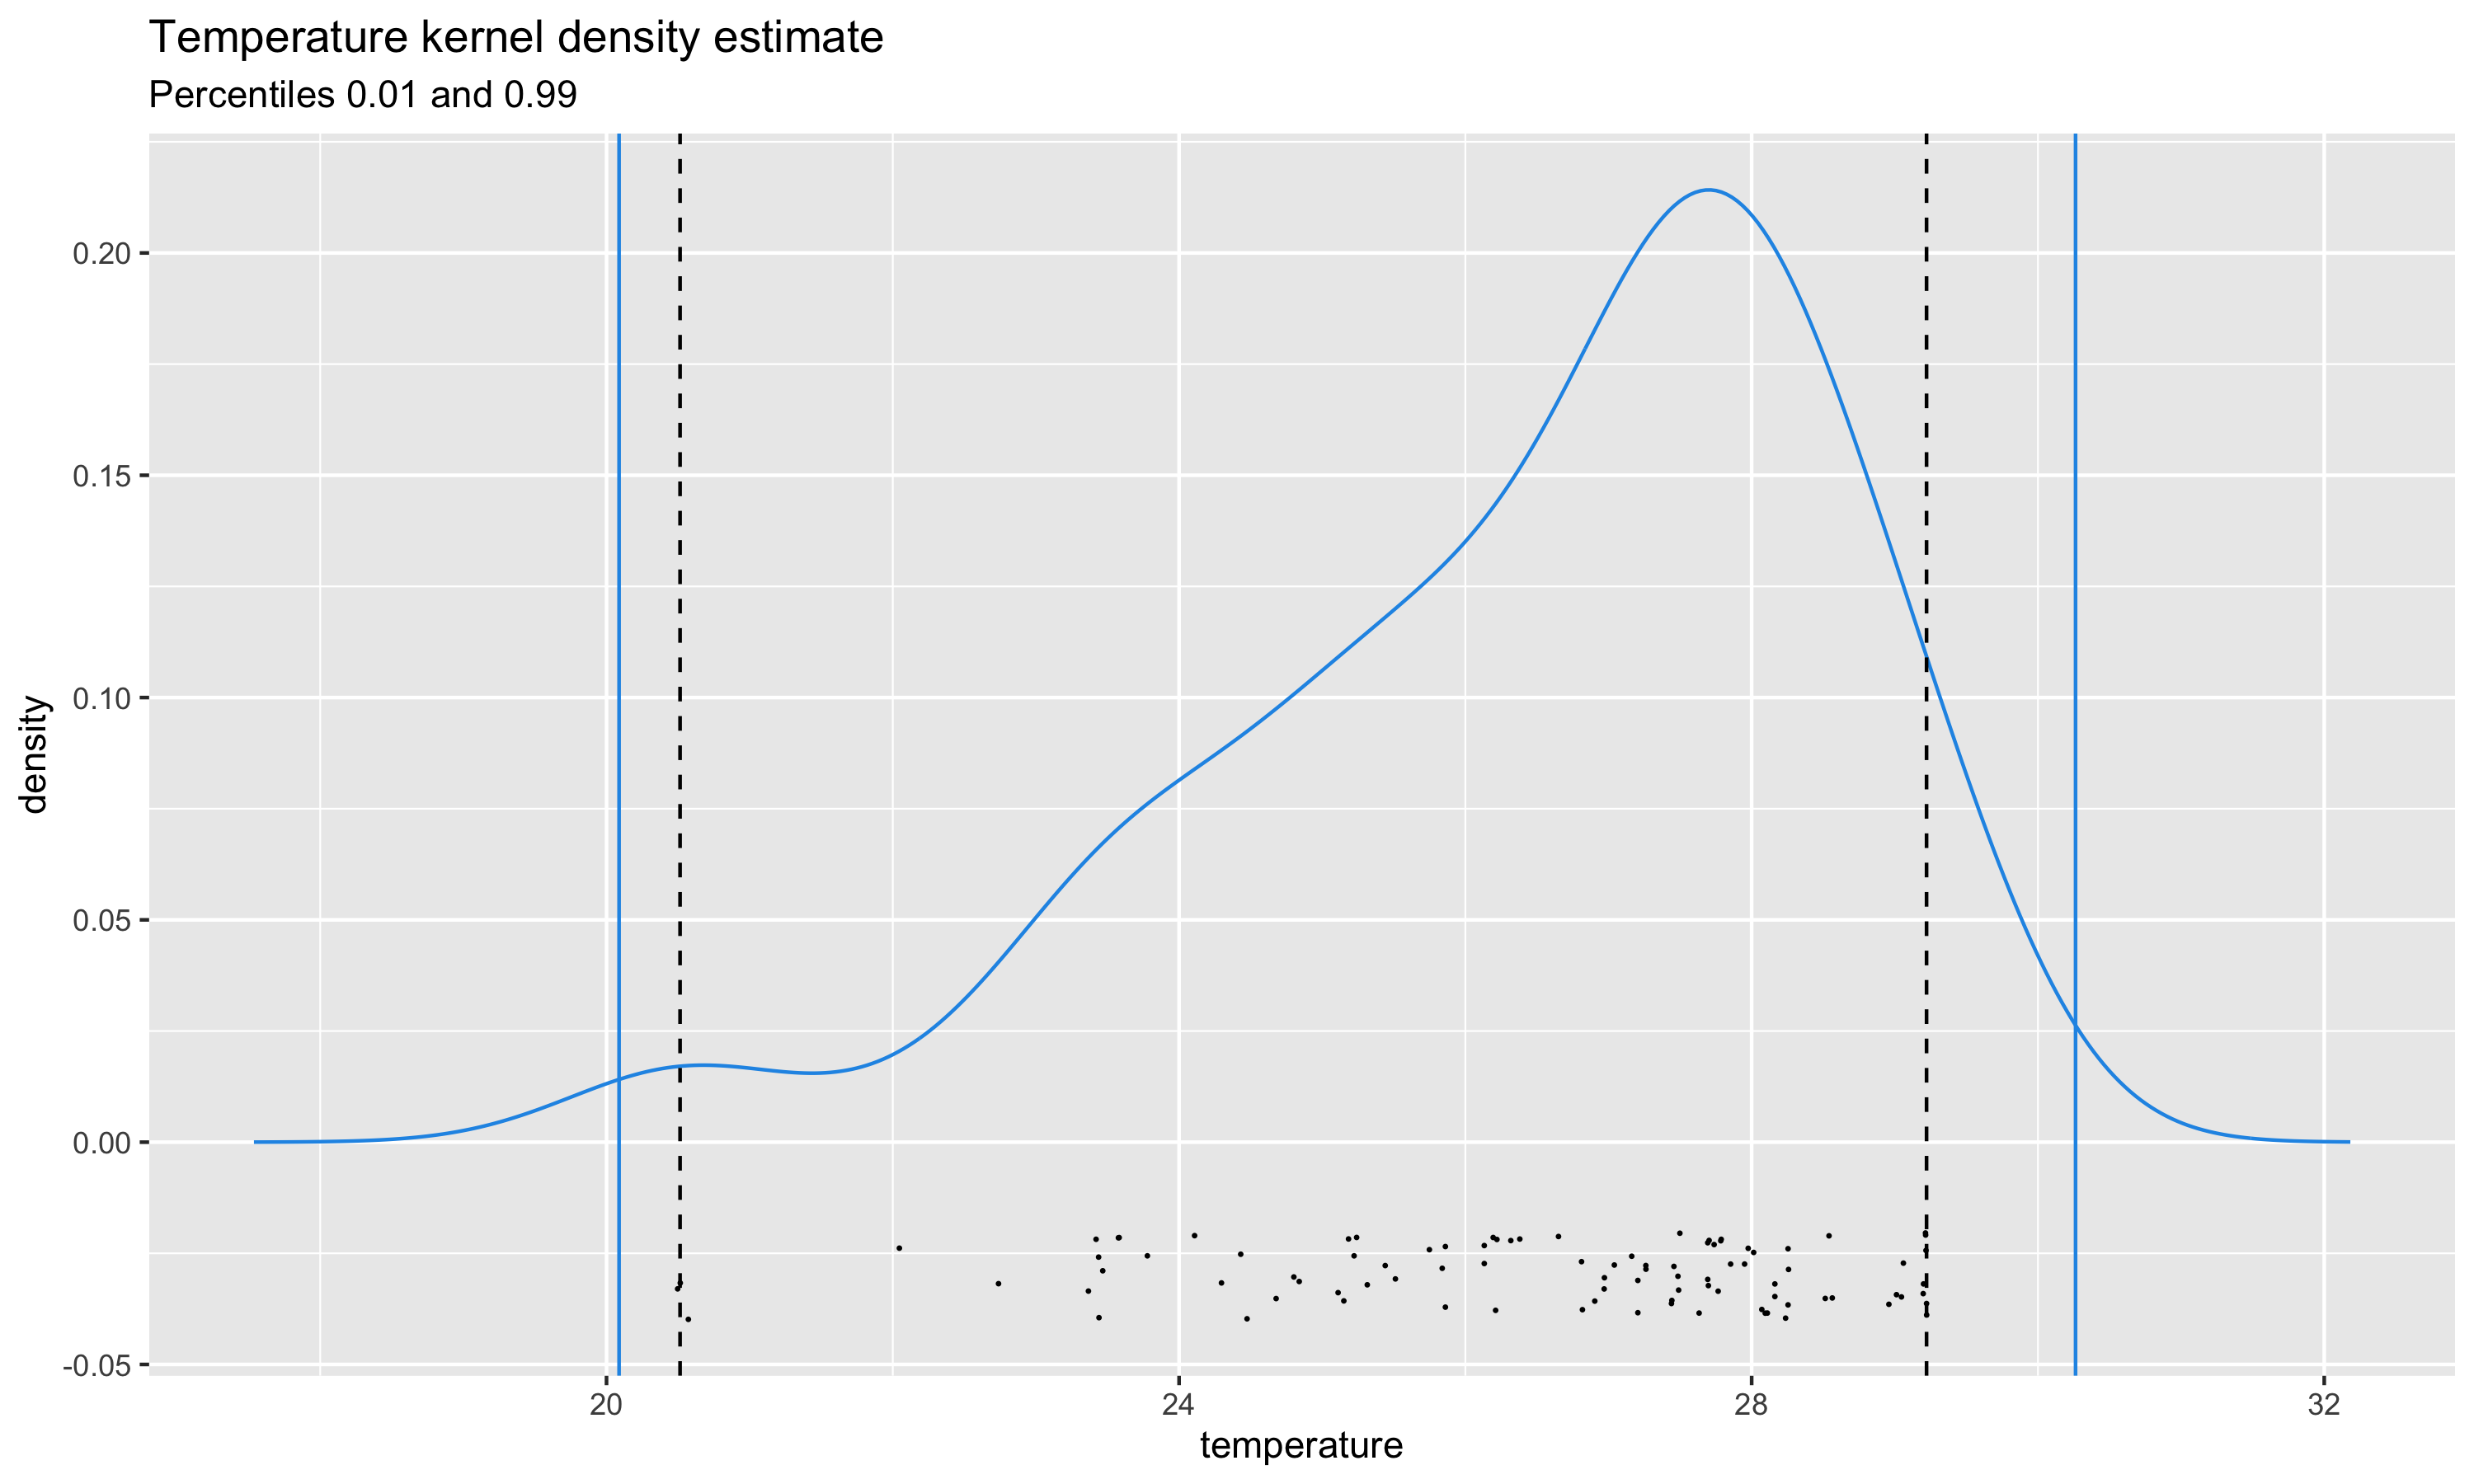 Temperature kernel density estimate
Percentiles 0.01 and 0.99
density
0.20
0.15
0.10
0.05
0.00
-0.05
20 24 28 32
temperature